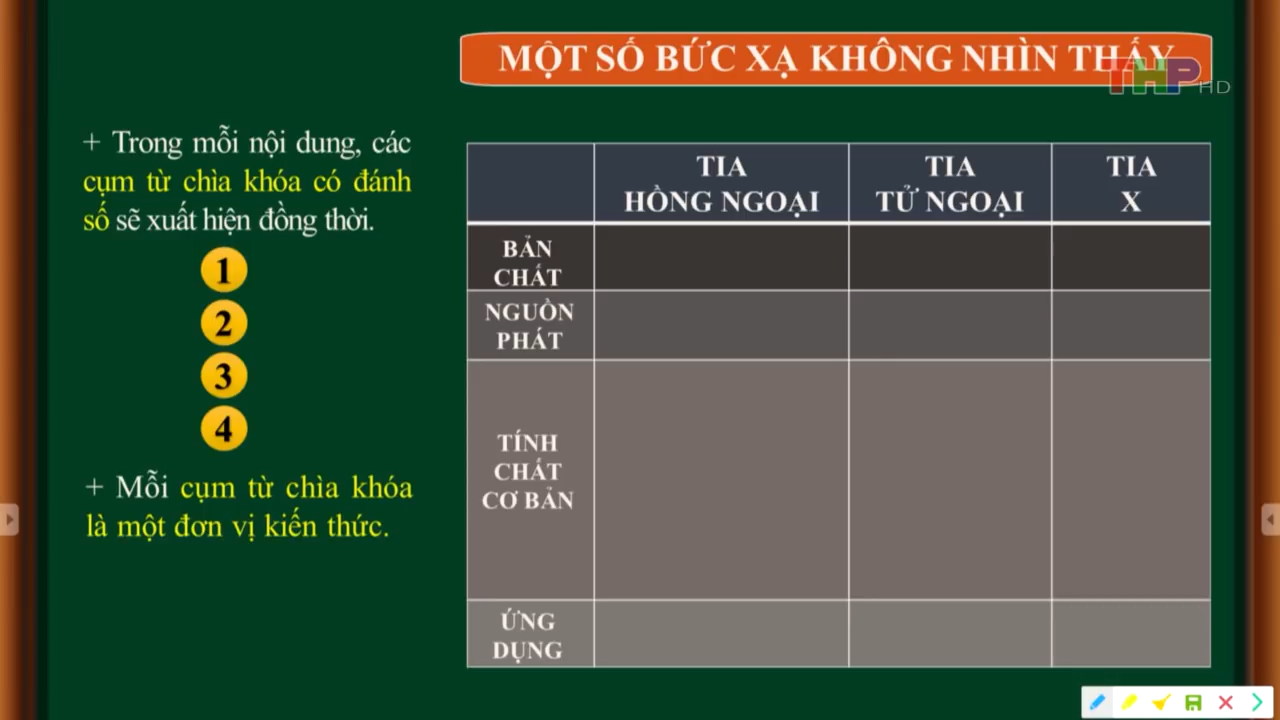 MỘT SỐ BỨC XẠ KHÔNG NHÌN THẤY
THP HD
+ Trong mỗi nội dung, các
cụm từ chìa khóa có đánh
số sẽ xuất hiện đồng thời.
1
2
3
4
+ Mỗi cụm từ chìa khóa
là một đơn vị kiến thức.
TIA
HỒNG NGOẠI
TIA
TỬ NGOẠI
TIA
X
BẢN
CHẤT
NGUỒN
PHÁT
TÍNH
CHẤT
CƠ BẢN
ỨNG
DỤNG